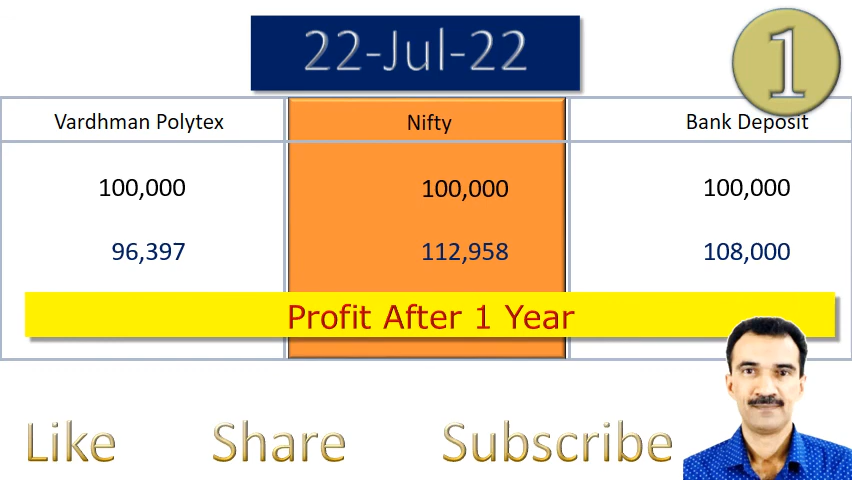 22-Jul-22
1
Vardhman Polytex Nifty Bank Deposit
100,000 100,000 100,000
96,397 112,958 108,000
Profit After 1 Year
Like Share Subscribe